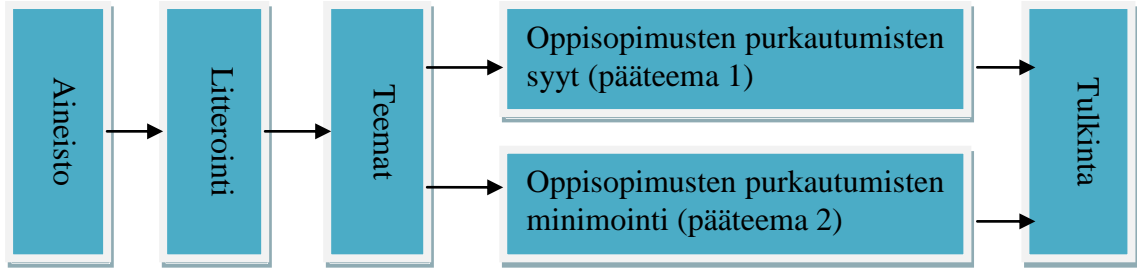 Aineisto
Litterointi
Teemat
Oppisopimusten purkautumisten
syyt (pääteema 1)
Oppisopimusten purkautumisten
minimointi (pääteema 2)
Tulkinta